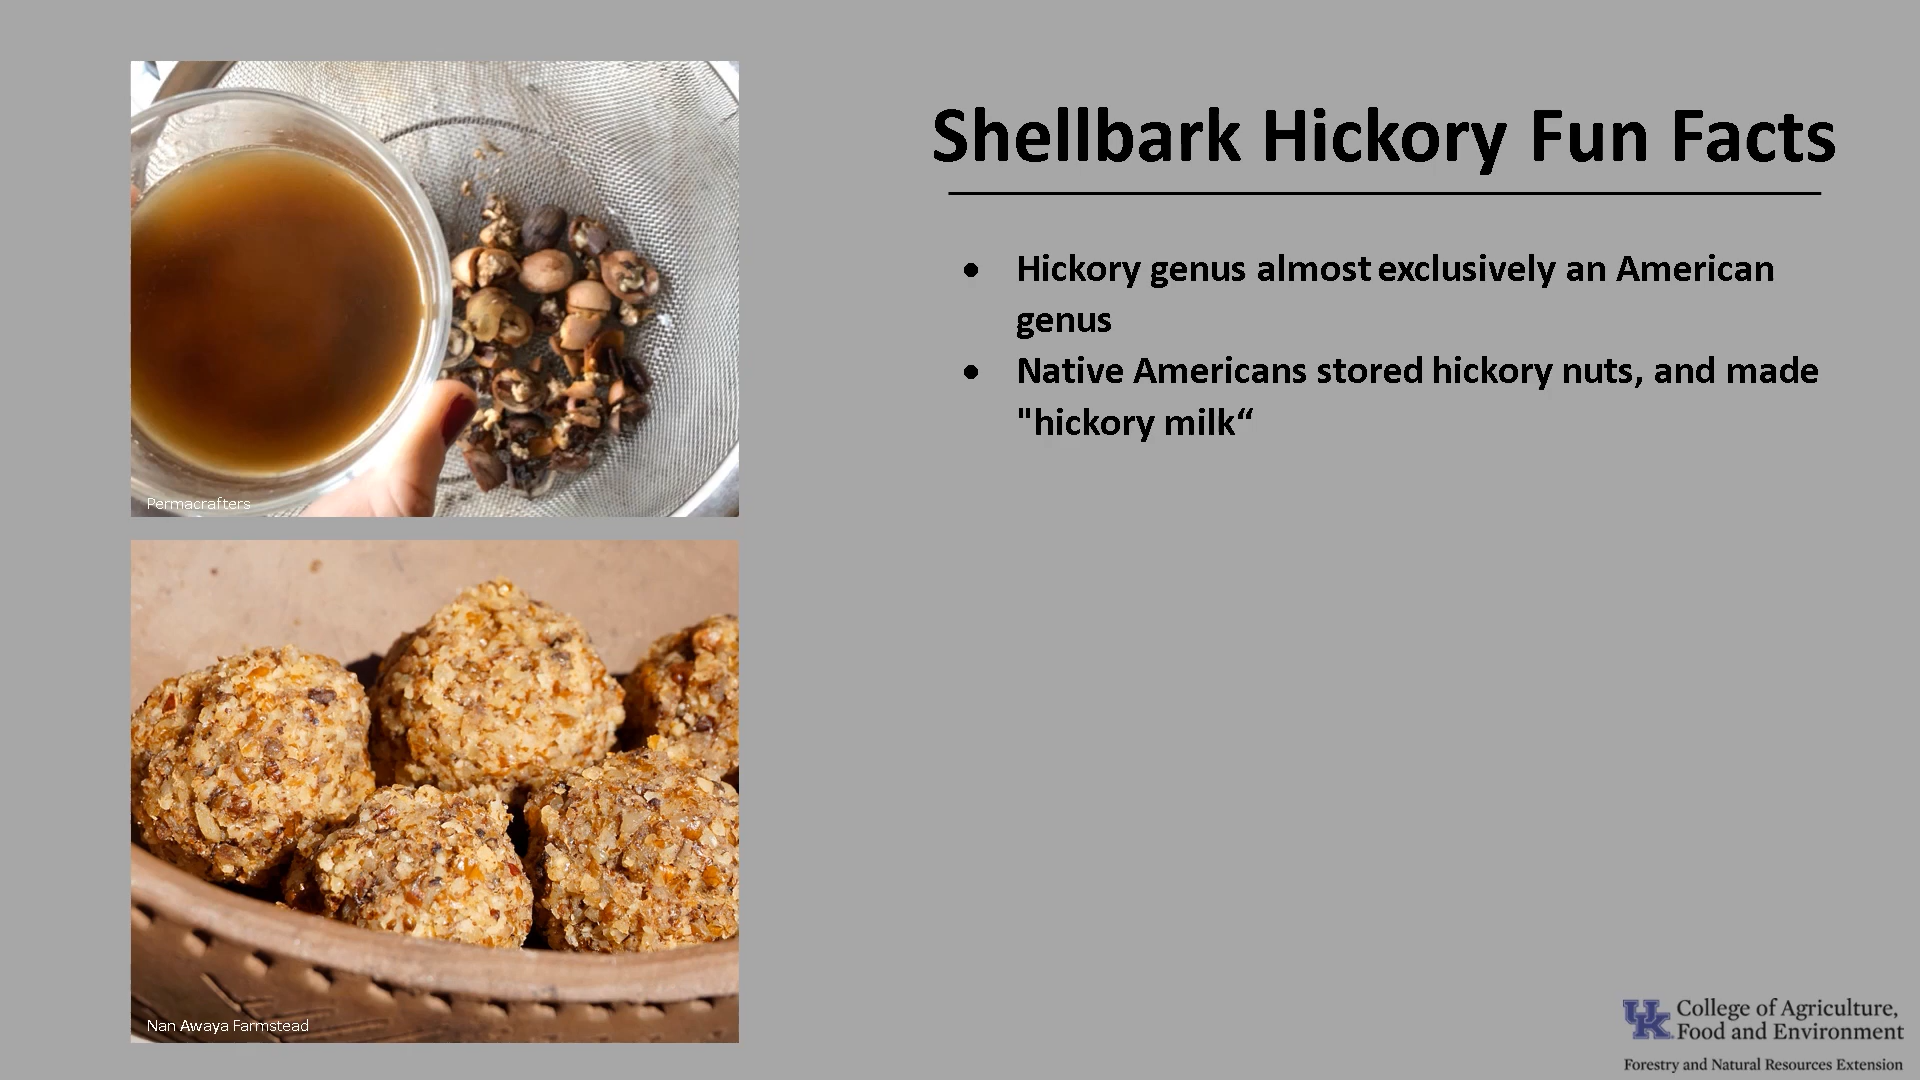 Shellbark Hickory Fun Facts
• Hickory genus almost exclusively an American
genus
• Native Americans stored hickory nuts, and made
"hickory milk“
Permacrafters
Nan Awaya Farmstead
UK College of Agriculture,
Food and Environment
Forestry and Natural Resources Extension